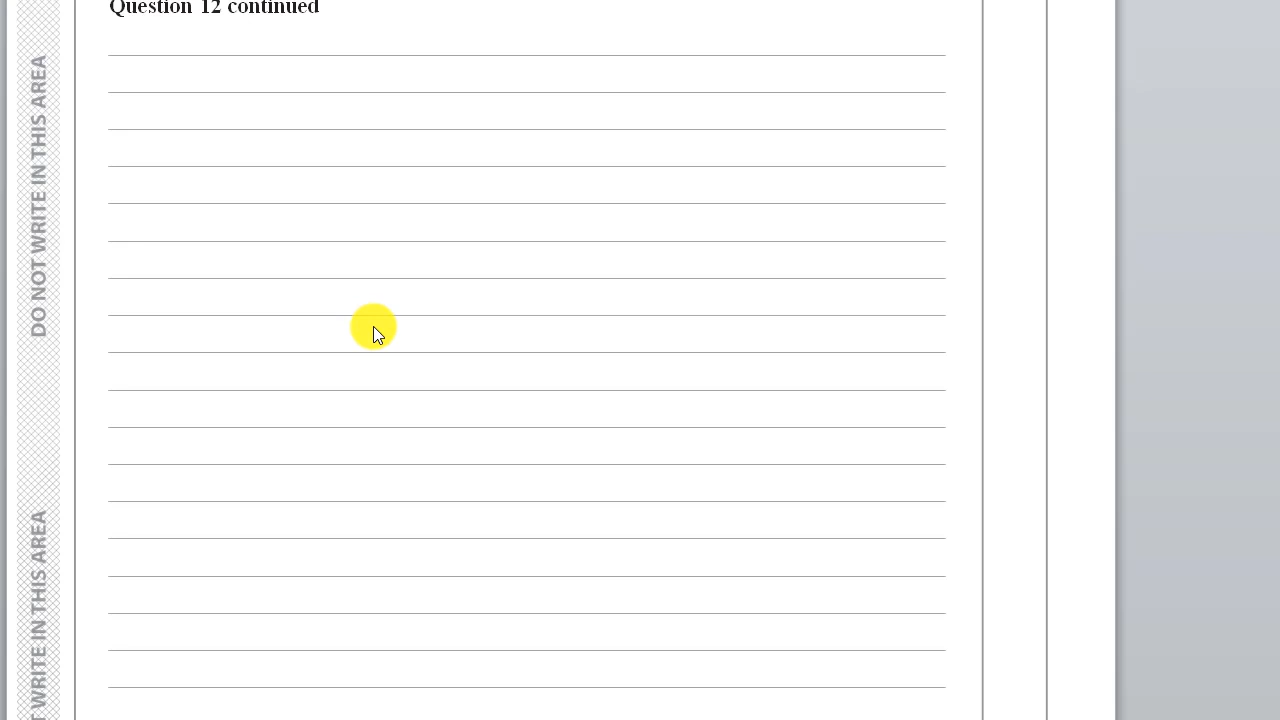 Question 12 continued
DO NOT WRITE IN THIS AREA
T WRITE IN THIS AREA